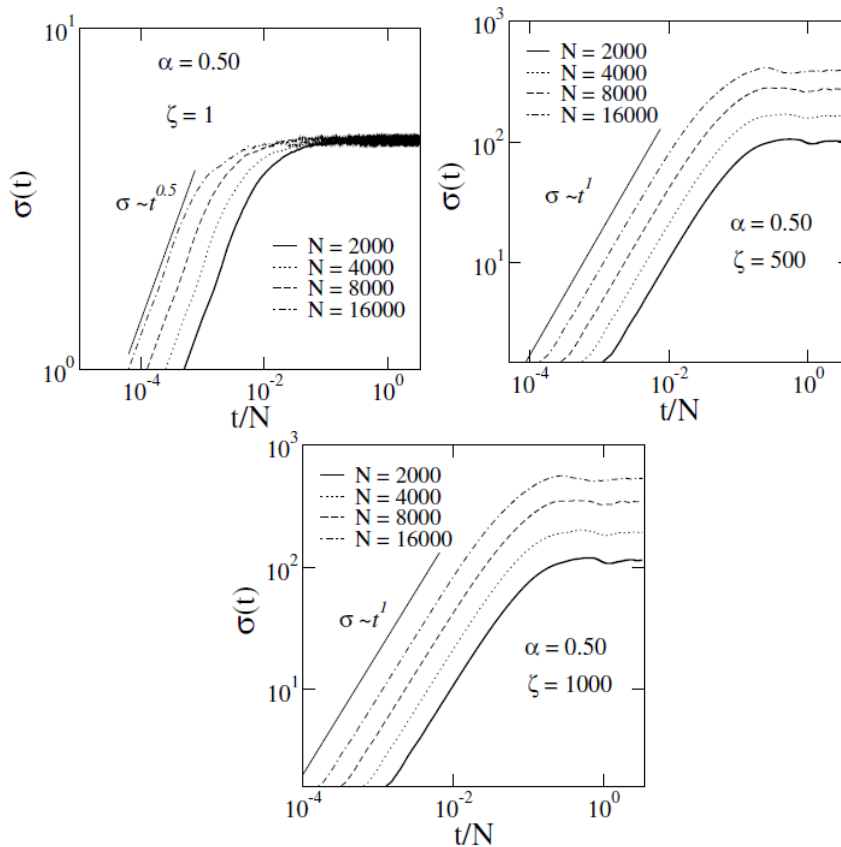 10^1
α = 0.50
ζ = 1
σ(t)
σ ~t^0.5
N = 2000
N = 4000
N = 8000
N = 16000
10^0
10^-4
10^-2
10^0
t/N
10^3
N = 2000
N = 4000
N = 8000
N = 16000
10^2
σ(t)
σ ~t^1
α = 0.50
ζ = 500
10^1
10^-4
10^-2
10^0
t/N
10^3
N = 2000
N = 4000
N = 8000
N = 16000
10^2
σ(t)
σ ~t^1
α = 0.50
ζ = 1000
10^1
10^-4
10^-2
10^0
t/N